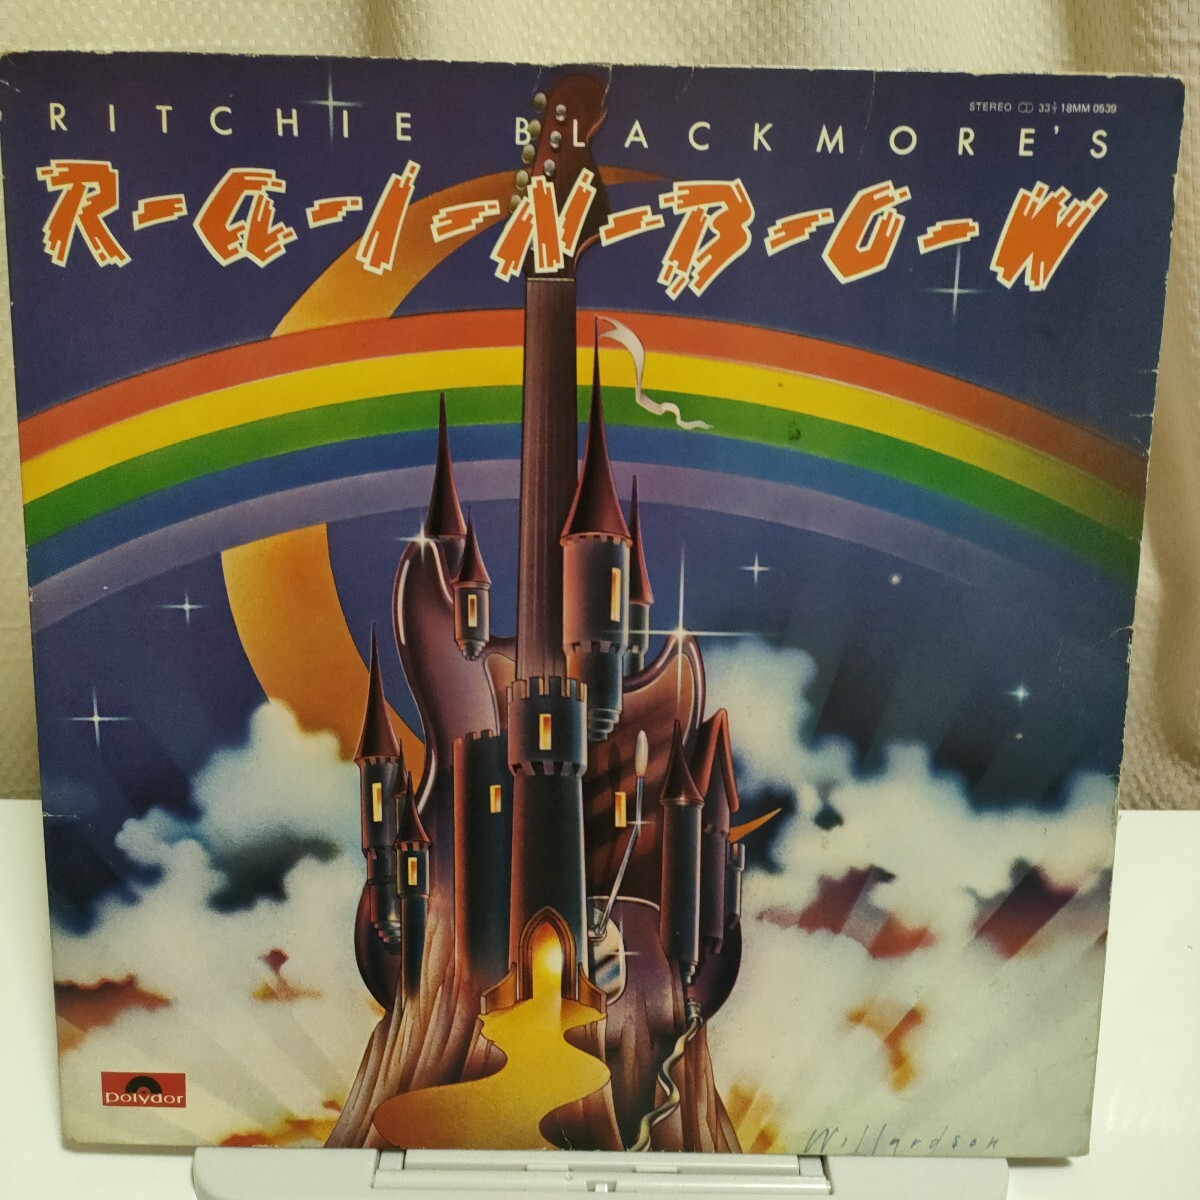 RITCHIE BLACKMORE'S
STEREO 33⅓ 18MM 0539
R-A-I-N-B-O-W
polydor
Willardson